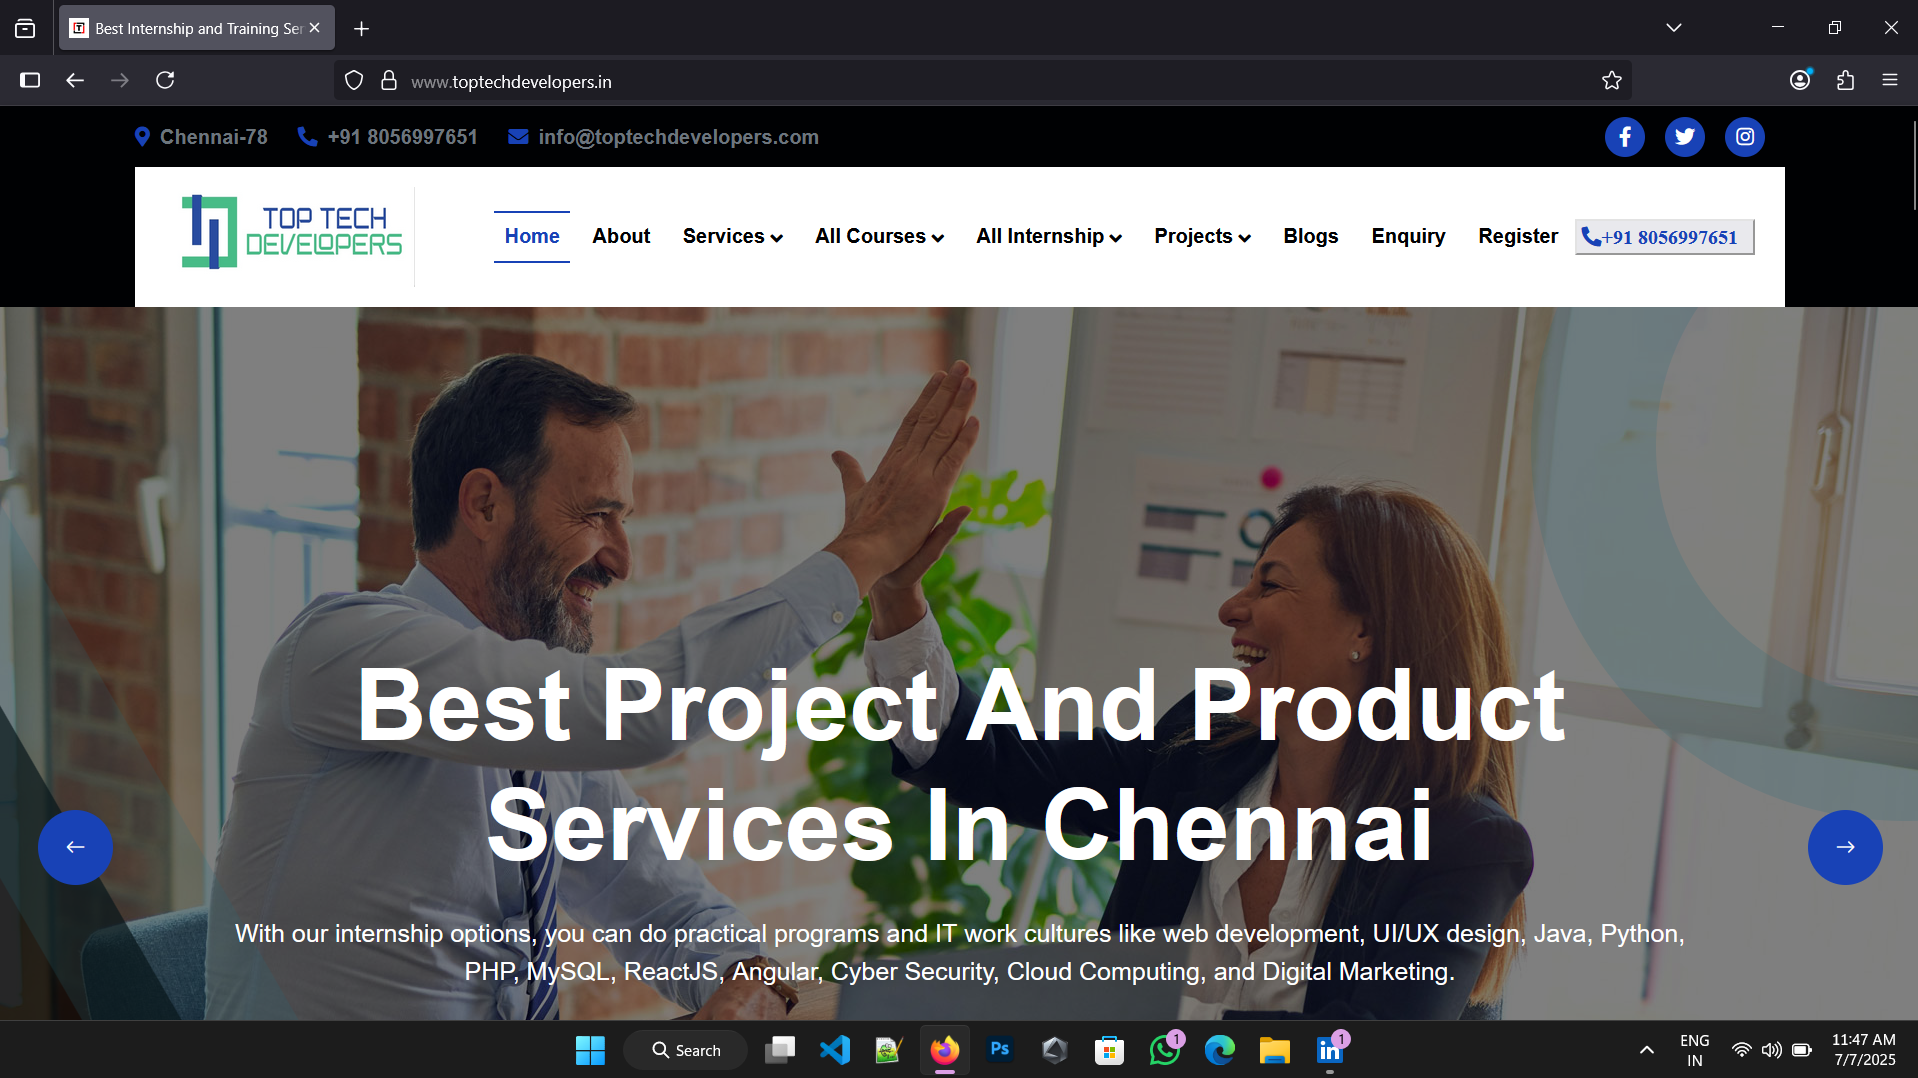 Best Internship and Training Ser
www.toptechdevelopers.in
Chennai-78 +91 8056997651 info@toptechdevelopers.com
TOP TECH
DEVELOPERS
Home About Services All Courses All Internship Projects Blogs Enquiry Register +91 8056997651
Best Project And Product
Services In Chennai
With our internship options, you can do practical programs and IT work cultures like web development, UI/UX design, Java, Python,
PHP, MySQL, ReactJS, Angular, Cyber Security, Cloud Computing, and Digital Marketing.
Search
Ps
1
in
1
ENG
IN
11:47 AM
7/7/2025